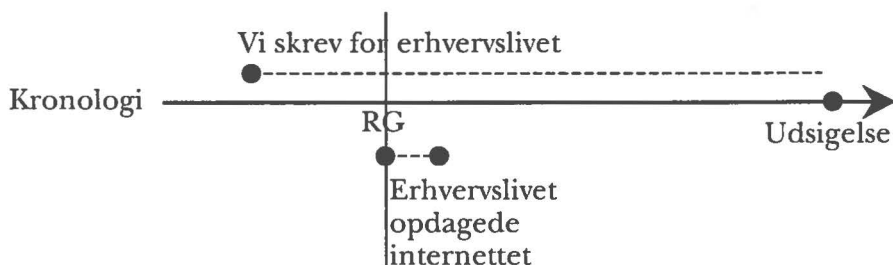 Vi skrev for erhvervslivet
Kronologi
RG
Udsigelse
Erhvervslivet
opdagede
internettet